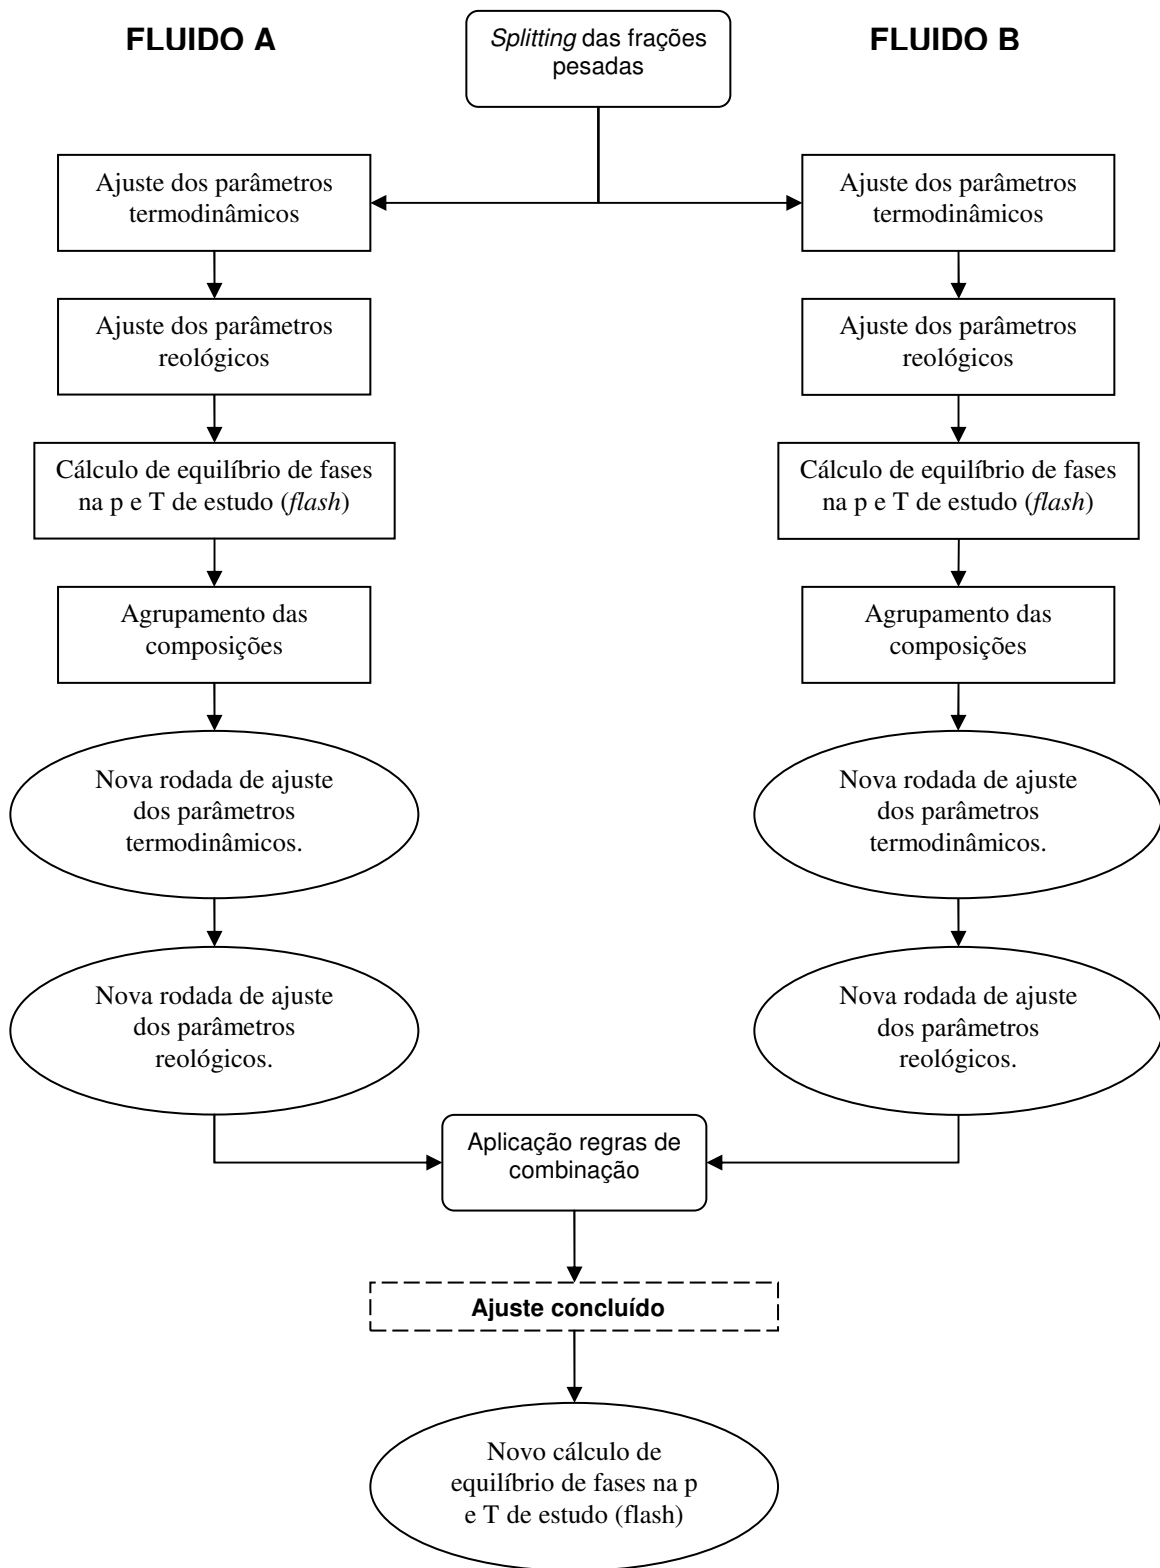 FLUIDO A
Splitting das frações
pesadas
FLUIDO B
Ajuste dos parâmetros
termodinâmicos
Ajuste dos parâmetros
termodinâmicos
Ajuste dos parâmetros
reológicos
Ajuste dos parâmetros
reológicos
Cálculo de equilíbrio de fases
na p e T de estudo (flash)
Cálculo de equilíbrio de fases
na p e T de estudo (flash)
Agrupamento das
composições
Agrupamento das
composições
Nova rodada de ajuste
dos parâmetros
termodinâmicos.
Nova rodada de ajuste
dos parâmetros
termodinâmicos.
Nova rodada de ajuste
dos parâmetros
reológicos.
Nova rodada de ajuste
dos parâmetros
reológicos.
Aplicação regras de
combinação
Ajuste concluído
Novo cálculo de
equilíbrio de fases na p
e T de estudo (flash)